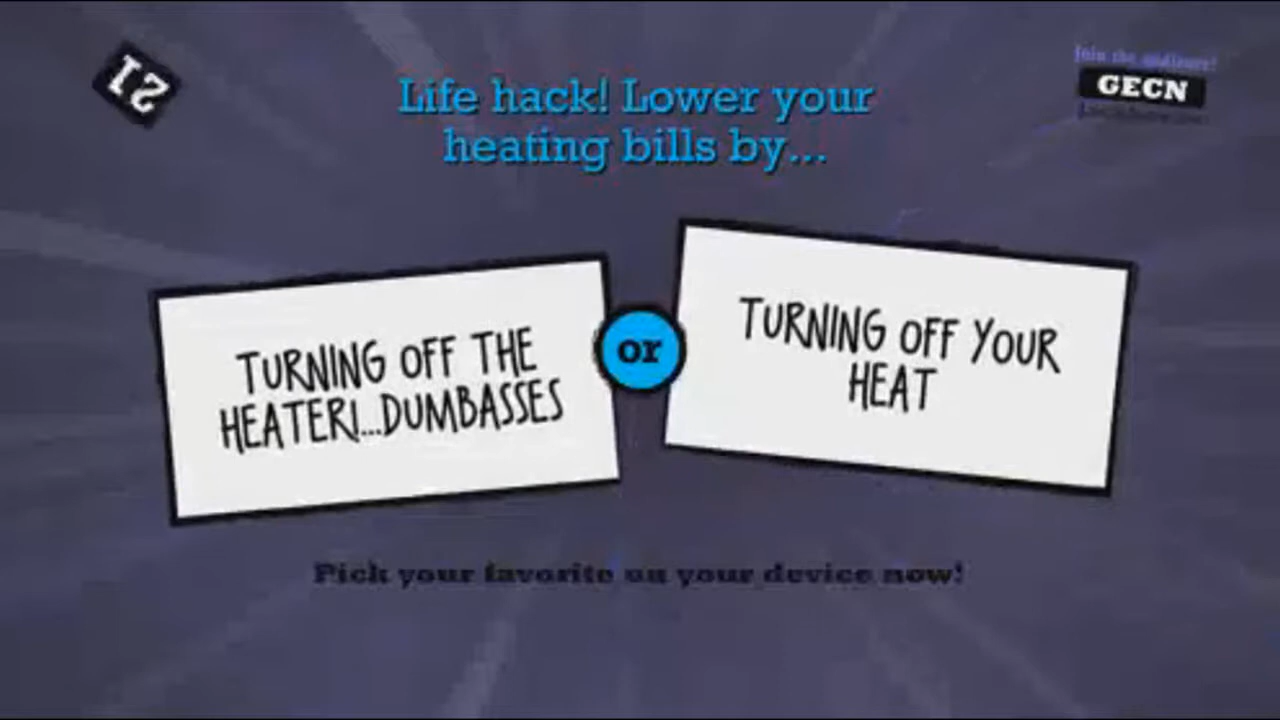 21
Life hack! Lower your
heating bills by...
Join the audience!
GECN
TURNING OFF THE
HEATER!...DUMBASSES
or
TURNING OFF YOUR
HEAT
Pick your favorite on your device now!